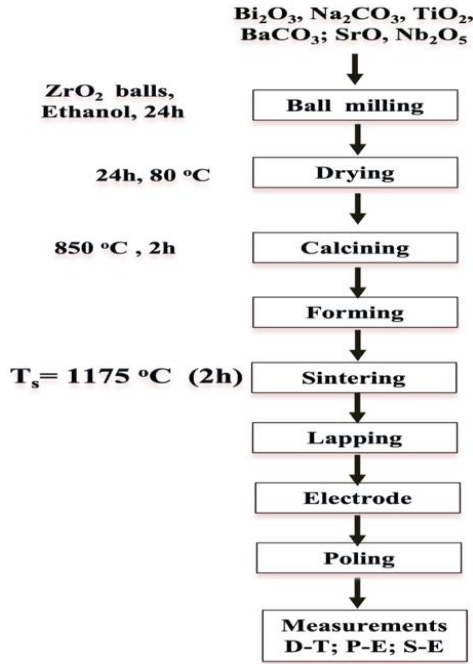 Bi₂O₃, Na₂CO₃, TiO₂,
BaCO₃; SrO, Nb₂O₅
ZrO₂ balls,
Ethanol, 24h
Ball milling
24h, 80 ºC
Drying
850 ºC , 2h
Calcining
Forming
Tₛ= 1175 ºC (2h)
Sintering
Lapping
Electrode
Poling
Measurements
D-T; P-E; S-E